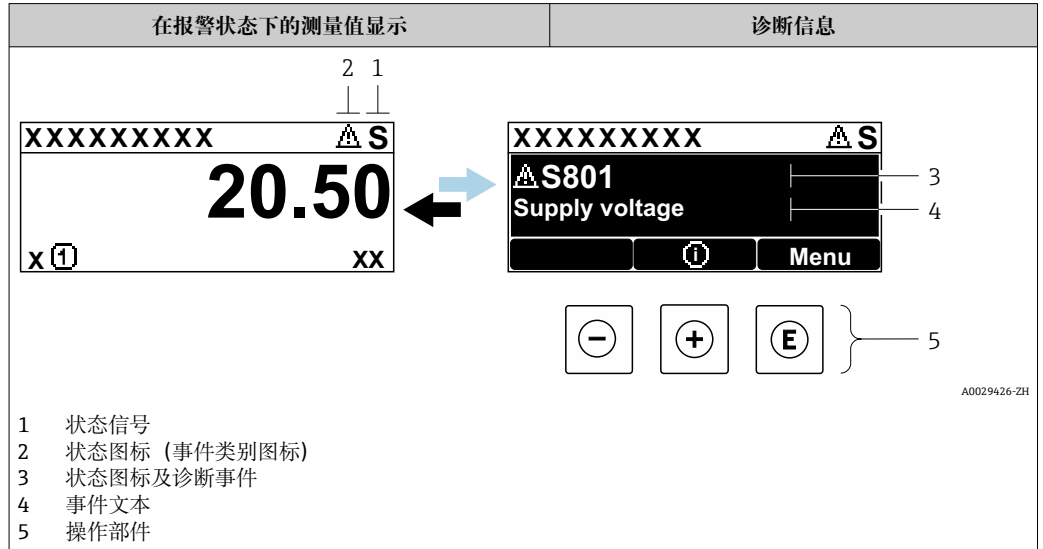 在报警状态下的测量值显示
诊断信息
2 1
XXXXXXXXX ⚠ S
20.50
x ① xx
XXXXXXXXX ⚠ S
⚠S801
Supply voltage
ⓘ Menu
3
4
− + E
5
A0029426-ZH
1 状态信号
2 状态图标（事件类别图标）
3 状态图标及诊断事件
4 事件文本
5 操作部件